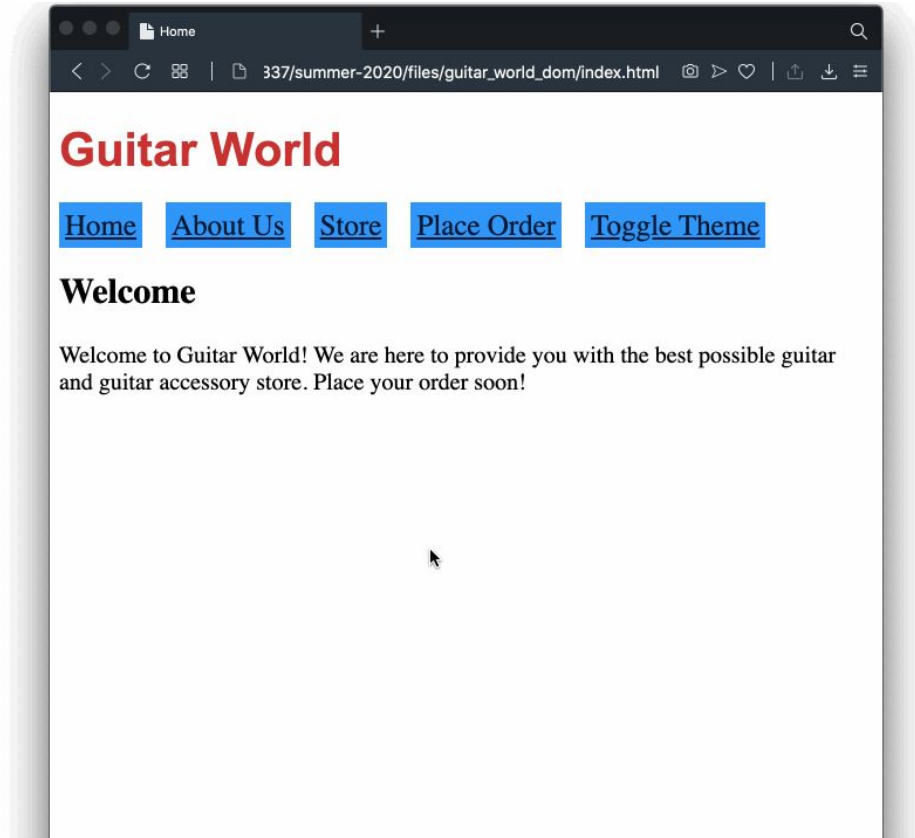 Home
337/summer-2020/files/guitar_world_dom/index.html
Guitar World
Home About Us Store Place Order Toggle Theme
Welcome
Welcome to Guitar World! We are here to provide you with the best possible guitar
and guitar accessory store. Place your order soon!